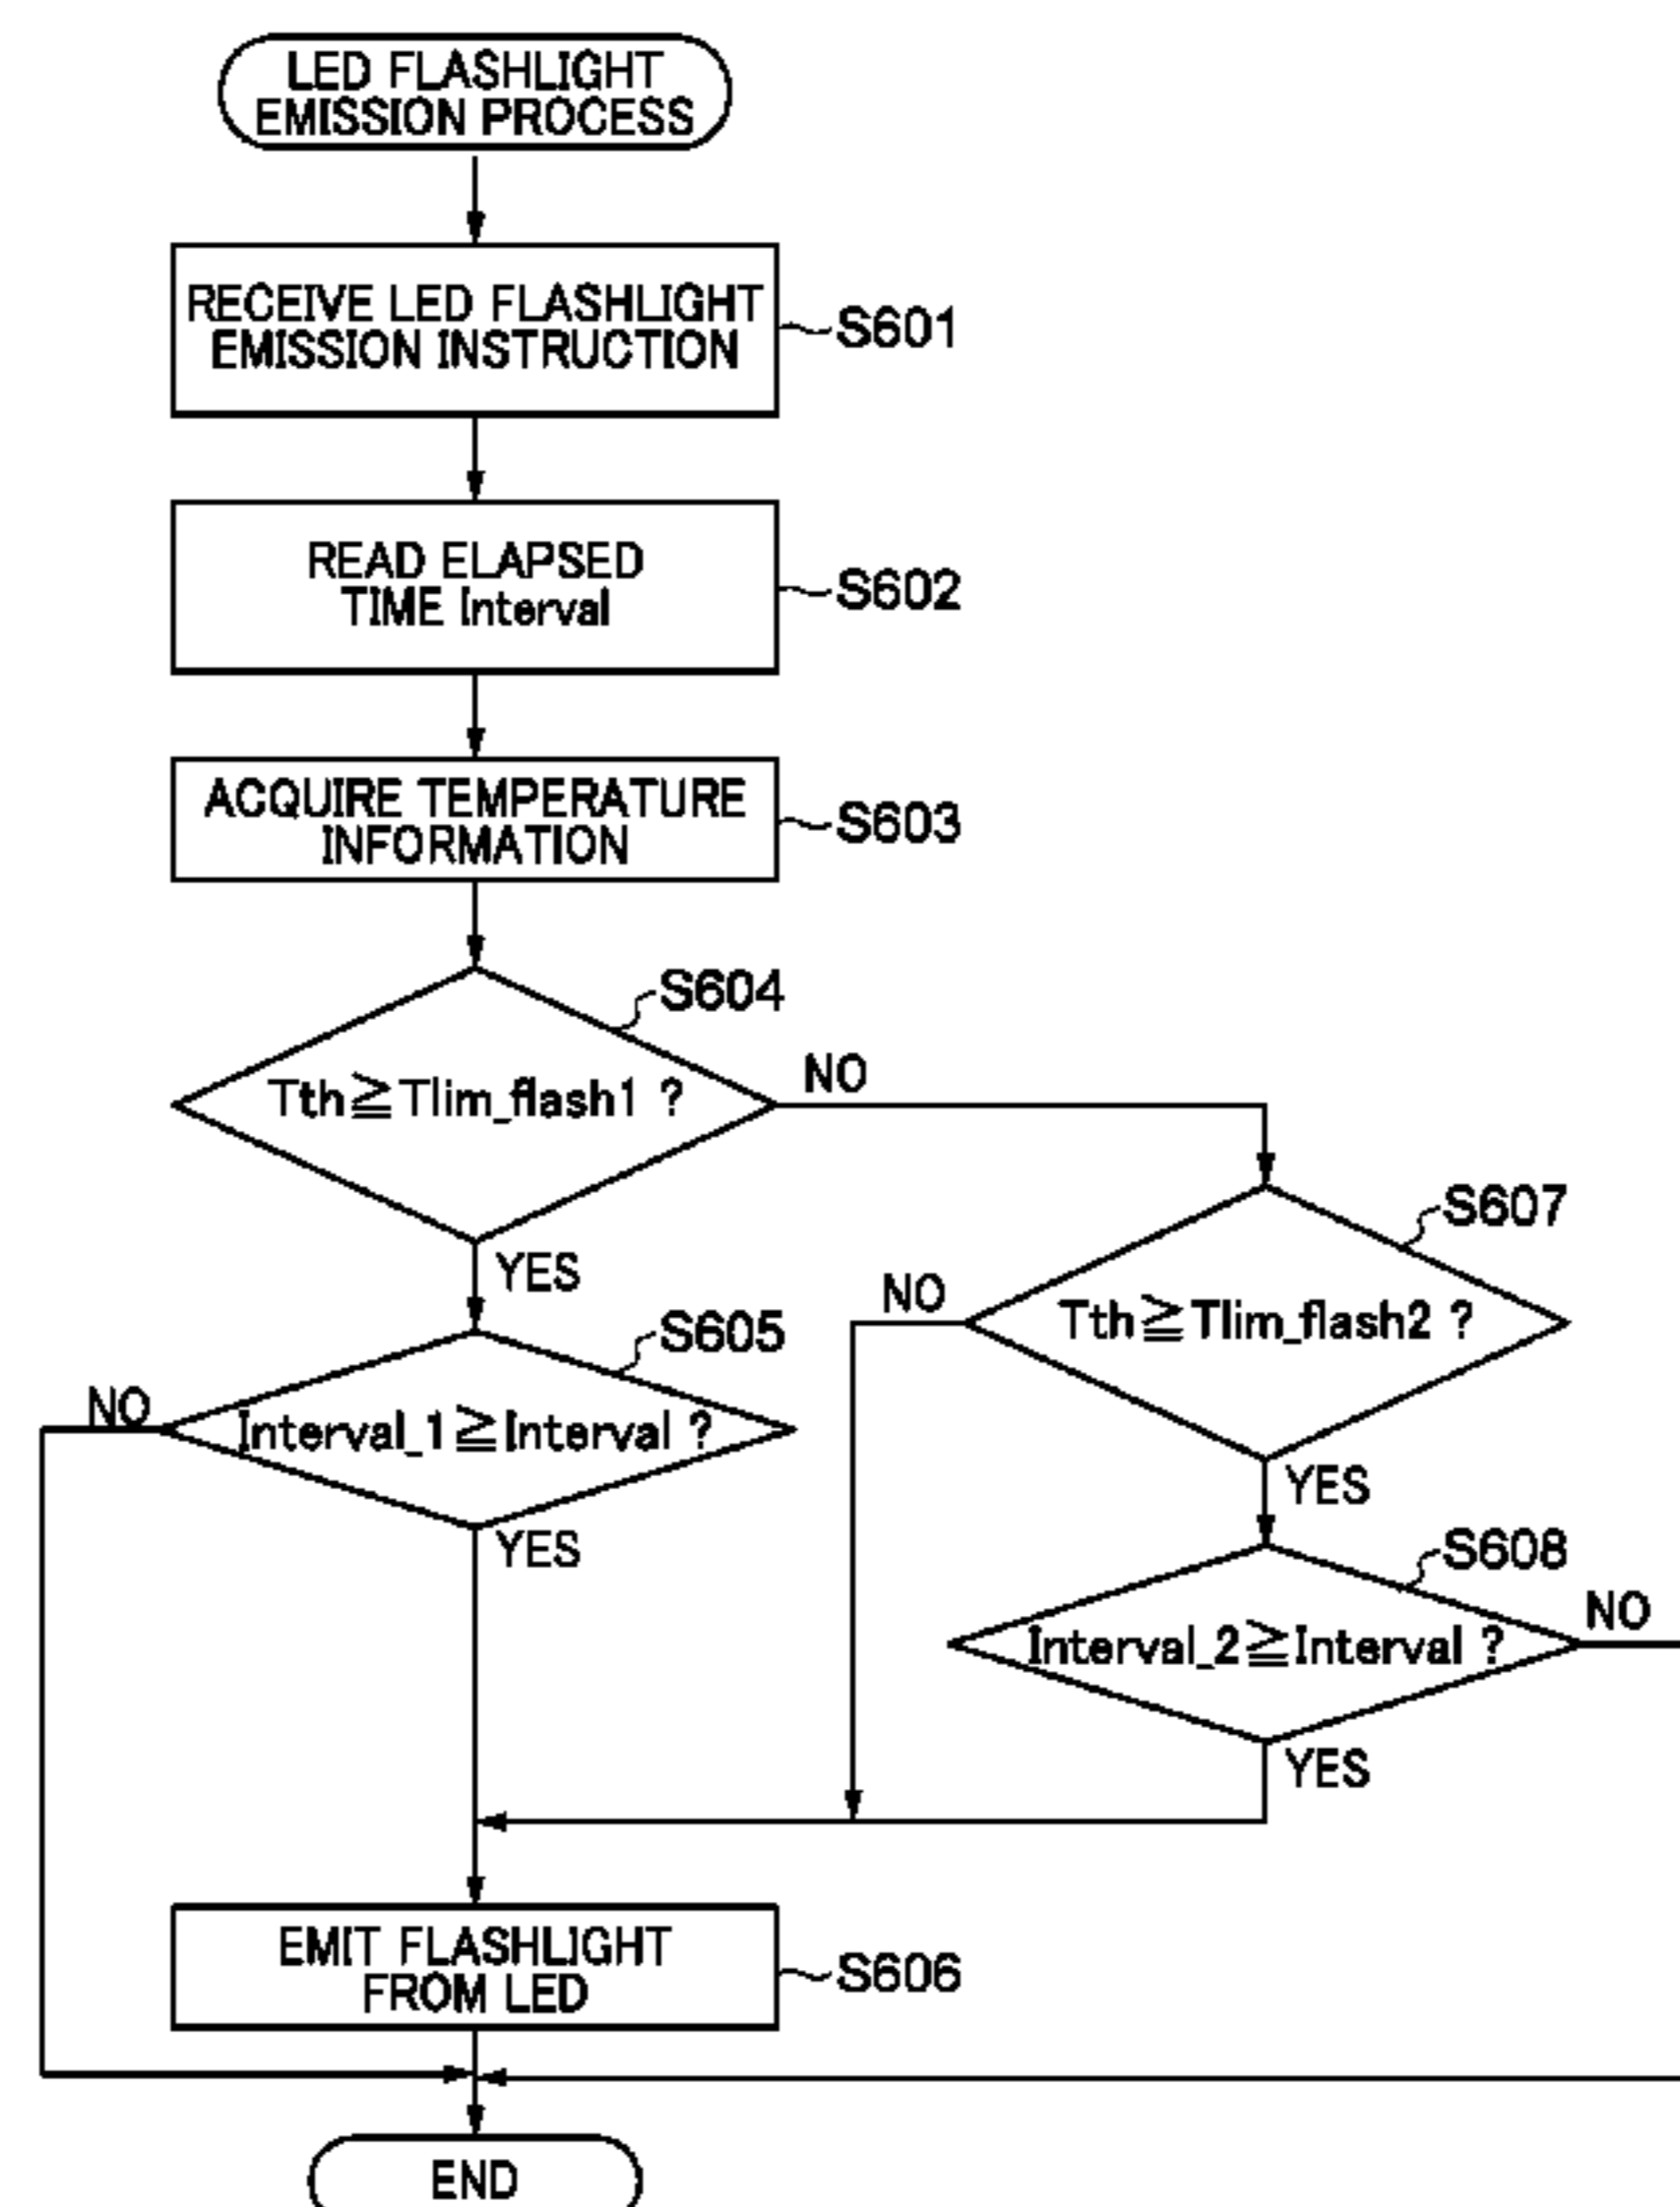 LED FLASHLIGHT
EMISSION PROCESS
RECEIVE LED FLASHLIGHT
EMISSION INSTRUCTION
S601
READ ELAPSED
TIME Interval
S602
ACQUIRE TEMPERATURE
INFORMATION
S603
S604
Tth≧Tlim_flash1 ?
NO
YES
S607
Tth≧Tlim_flash2 ?
NO
YES
S605
Interval_1≧Interval ?
NO
YES
S608
Interval_2≧Interval ?
NO
YES
EMIT FLASHLIGHT
FROM LED
S606
END